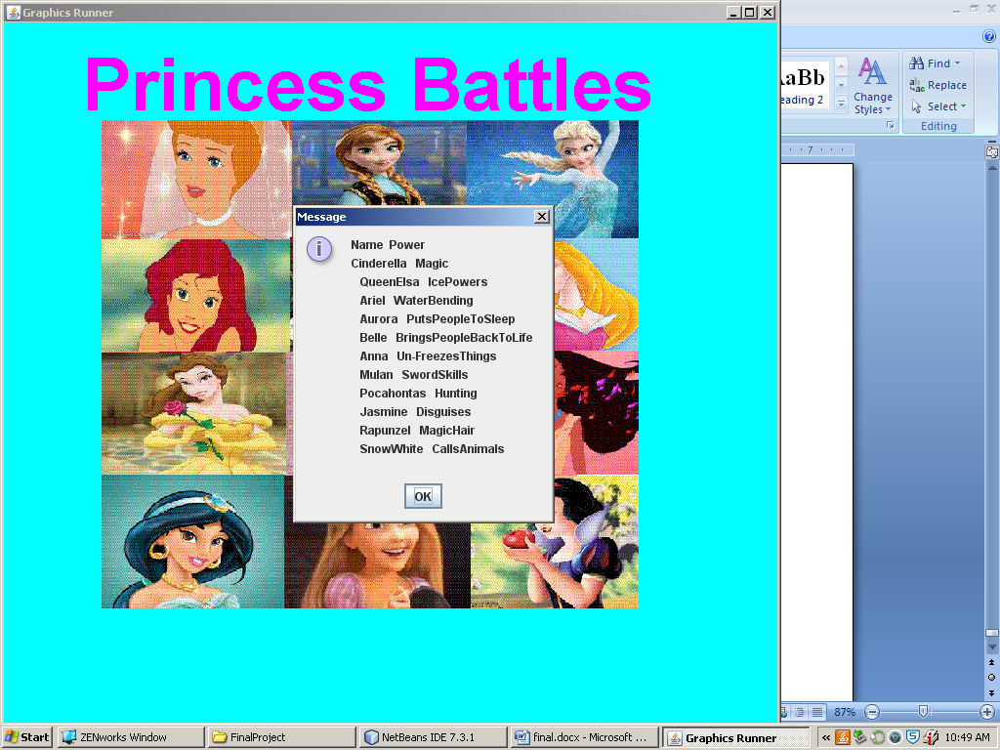 Graphics Runner
Princess Battles
Message
Name Power
Cinderella Magic
QueenElsa IcePowers
Ariel WaterBending
Aurora PutsPeopleToSleep
Belle BringsPeopleBackToLife
Anna Un-FreezesThings
Mulan SwordSkills
Pocahontas Hunting
Jasmine Disguises
Rapunzel MagicHair
SnowWhite CallsAnimals
OK
AaBb
eading 2
Change
Styles
Find
Replace
Select
Editing
7
87%
Start
ZENworks Window
FinalProject
NetBeans IDE 7.3.1
final.docx - Microsoft ...
Graphics Runner
10:49 AM